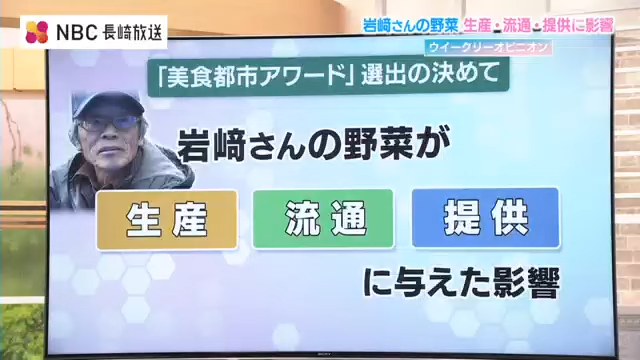 NBC 長崎放送
岩﨑さんの野菜 生産・流通・提供に影響
ウイークリーオピニオン
「美食都市アワード」選出の決めて
岩﨑さんの野菜が
生産
流通
提供
に与えた影響
SONY